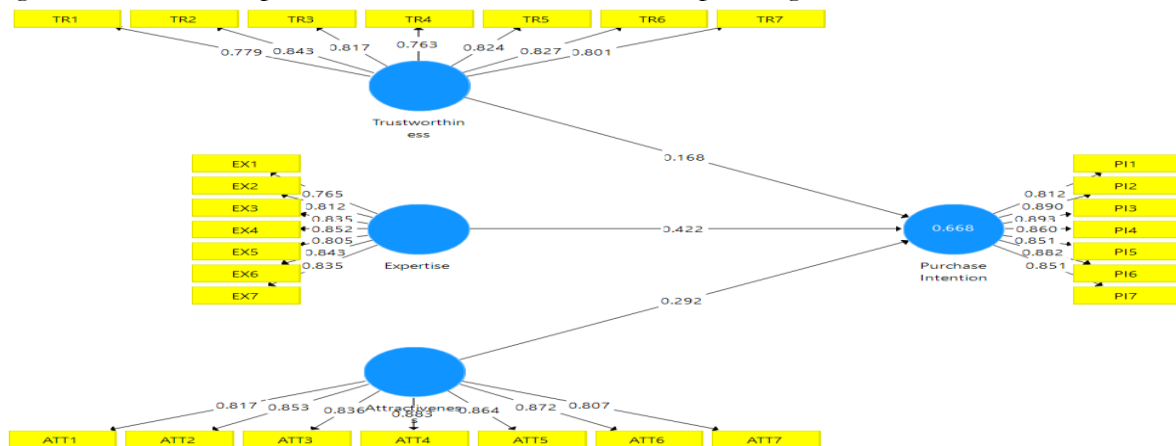 TR1 TR2 TR3 TR4 TR5 TR6 TR7
0.779 0.843 0.817 0.763 0.824 0.827 0.801
Trustworthin
ess
0.168
EX1
EX2
EX3
EX4
EX5
EX6
EX7
0.765
0.812
0.835
0.852
0.805
0.843
0.835
Expertise
0.422
0.668
Purchase
Intention
0.812
0.890
0.893
0.860
0.851
0.882
0.851
PI1
PI2
PI3
PI4
PI5
PI6
PI7
0.292
Attractivenes
s
0.817 0.853 0.836 0.883 0.864 0.872 0.807
ATT1 ATT2 ATT3 ATT4 ATT5 ATT6 ATT7